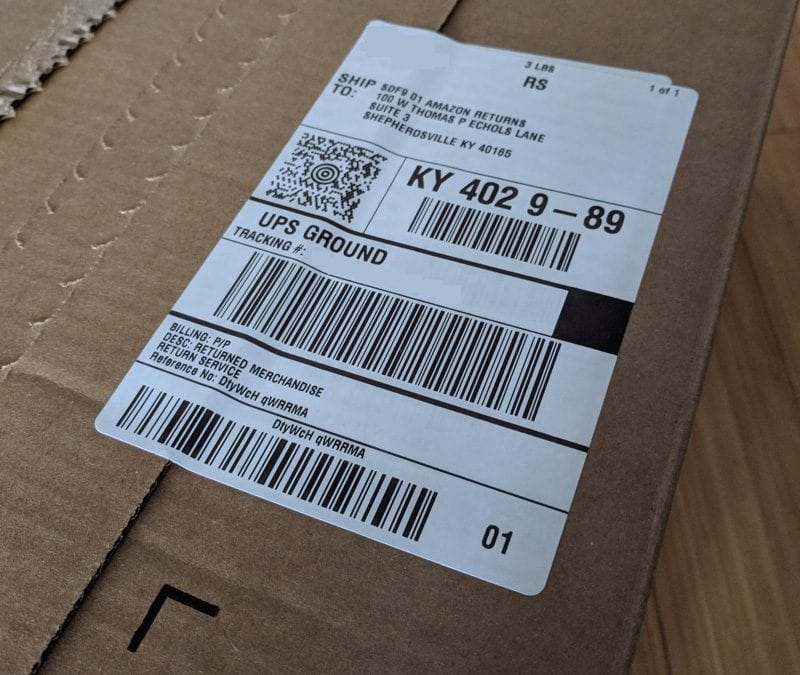 3 LBS
RS
1 of 1
SHIP
TO:
SDF9 01 AMAZON RETURNS
100 W THOMAS P ECHOLS LANE
SUITE 3
SHEPHERDSVILLE KY 40165
KY 402 9-89
UPS GROUND
TRACKING #:
BILLING: P/P
DESC: RETURNED MERCHANDISE
RETURN SERVICE
Reference No: DtyWcH qWRRMA
DtyWcH qWRRMA
01